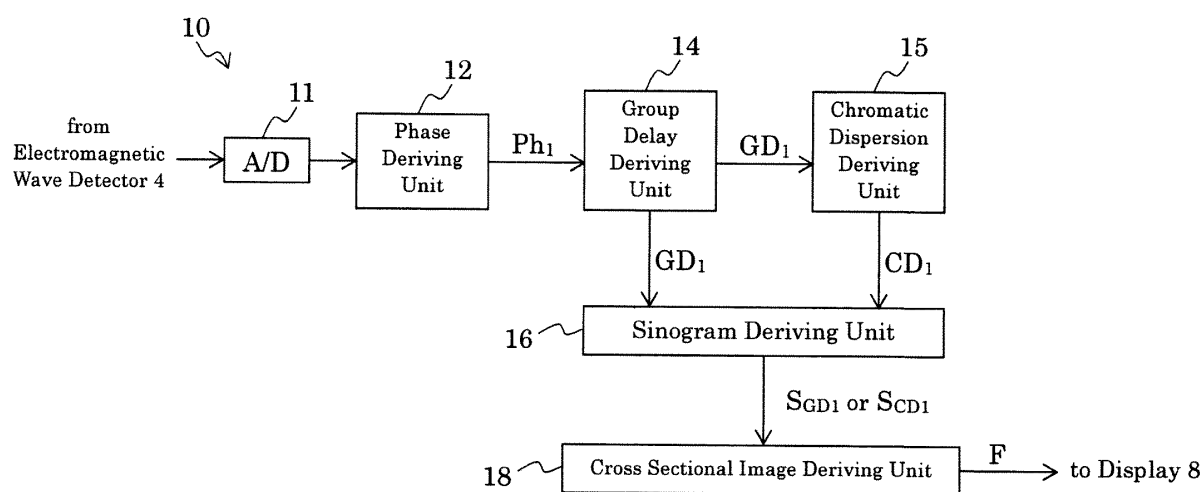 10
11
12
14
15
from
Electromagnetic
Wave Detector 4
A/D
Phase
Deriving
Unit
Ph₁
Group
Delay
Deriving
Unit
GD₁
Chromatic
Dispersion
Deriving
Unit
GD₁
CD₁
16
Sinogram Deriving Unit
S_GD1 or S_CD1
18
Cross Sectional Image Deriving Unit
F
to Display 8